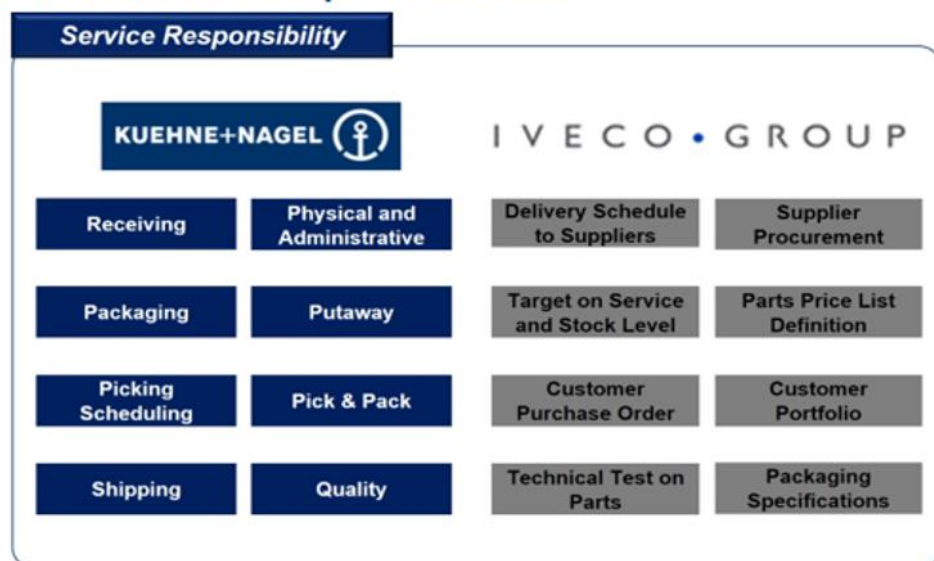 Service Responsibility
KUEHNE+NAGEL
IVECO • GROUP
Receiving
Physical and
Administrative
Delivery Schedule
to Suppliers
Supplier
Procurement
Packaging
Putaway
Target on Service
and Stock Level
Parts Price List
Definition
Picking
Scheduling
Pick & Pack
Customer
Purchase Order
Customer
Portfolio
Shipping
Quality
Technical Test on
Parts
Packaging
Specifications